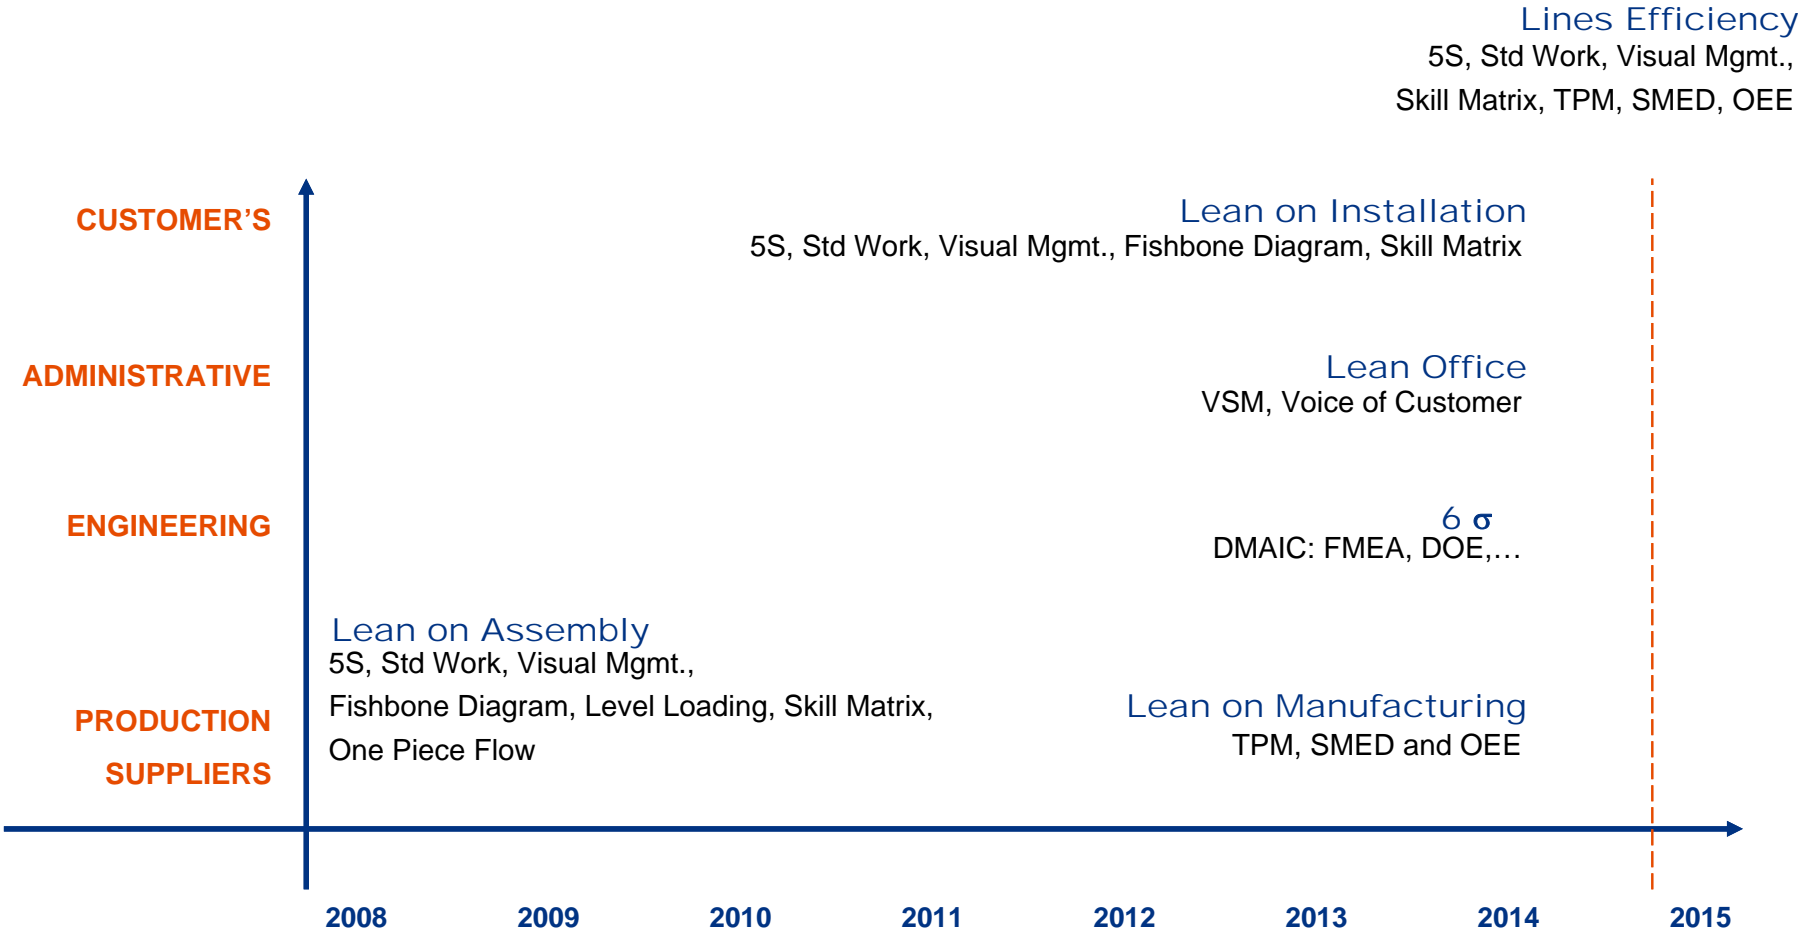 Lines Efficiency
5S, Std Work, Visual Mgmt.,
Skill Matrix, TPM, SMED, OEE
CUSTOMER’S
Lean on Installation
5S, Std Work, Visual Mgmt., Fishbone Diagram, Skill Matrix
ADMINISTRATIVE
Lean Office
VSM, Voice of Customer
ENGINEERING
6 σ
DMAIC: FMEA, DOE,…
Lean on Assembly
5S, Std Work, Visual Mgmt.,
Fishbone Diagram, Level Loading, Skill Matrix,
One Piece Flow
PRODUCTION
SUPPLIERS
Lean on Manufacturing
TPM, SMED and OEE
2008 2009 2010 2011 2012 2013 2014 2015